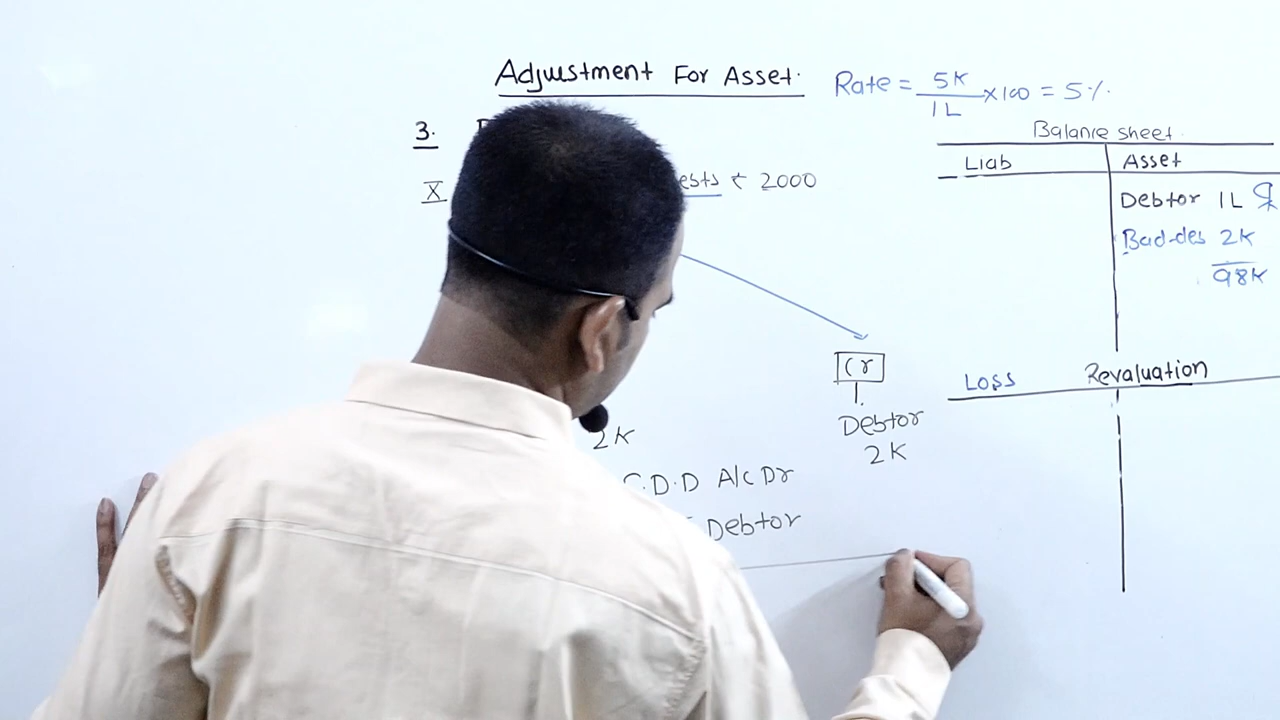 Adjustment For Asset.
Rate = 5K / 1L × 100 = 5%.
3.
X ests ₹ 2000
Balance sheet
Liab Asset
Debtor 1L
Bad-des 2K
98K
Cr
Debtor
2K
2K
C.D.D A/c Dr
Debtor
Loss Revaluation